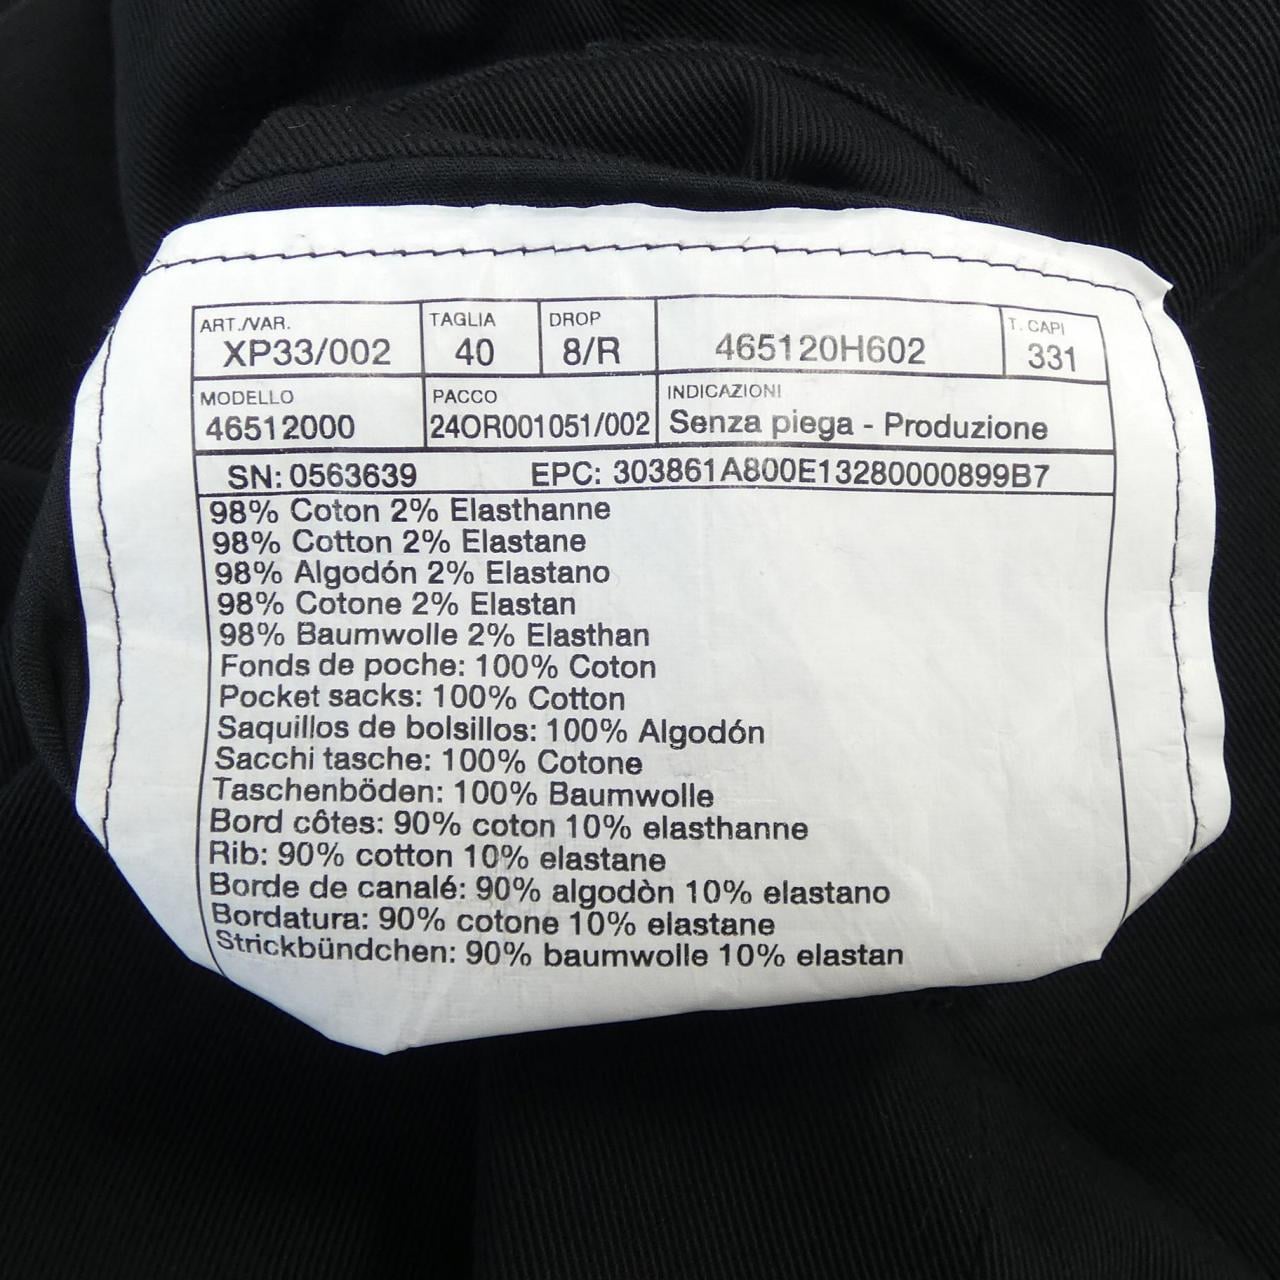 ART./VAR. TAGLIA DROP T. CAPI
XP33/002 40 8/R 465120H602 331
MODELLO PACCO INDICAZIONI
46512000 24OR001051/002 Senza piega - Produzione
SN: 0563639 EPC: 303861A800E13280000899B7
98% Coton 2% Elasthanne
98% Cotton 2% Elastane
98% Algodón 2% Elastano
98% Cotone 2% Elastan
98% Baumwolle 2% Elasthan
Fonds de poche: 100% Coton
Pocket sacks: 100% Cotton
Saquillos de bolsillos: 100% Algodón
Sacchi tasche: 100% Cotone
Taschenböden: 100% Baumwolle
Bord côtes: 90% coton 10% elasthanne
Rib: 90% cotton 10% elastane
Borde de canalé: 90% algodòn 10% elastano
Bordatura: 90% cotone 10% elastane
Strickbündchen: 90% baumwolle 10% elastan